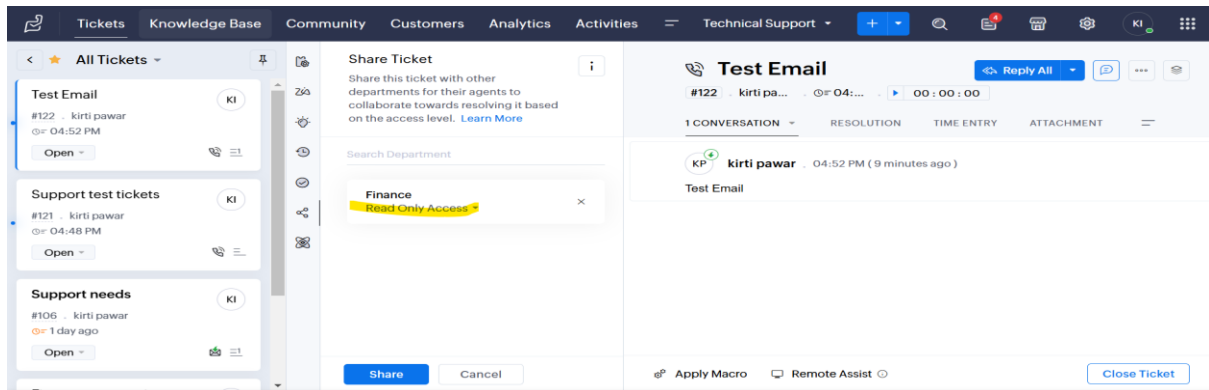 Tickets Knowledge Base Community Customers Analytics Activities Technical Support + 4 KI
All Tickets
Test Email
KI
#122 . kirti pawar
04:52 PM
Open
Support test tickets
KI
#121 . kirti pawar
04:48 PM
Open
Support needs
KI
#106 . kirti pawar
1 day ago
Open
Zia
Share Ticket
i
Share this ticket with other
departments for their agents to
collaborate towards resolving it based
on the access level. Learn More
Search Department
Finance
Read Only Access
Share Cancel
Test Email
Reply All
#122 . kirti pa... . 04:... . 00 : 00 : 00
1 CONVERSATION RESOLUTION TIME ENTRY ATTACHMENT
KP kirti pawar . 04:52 PM ( 9 minutes ago )
Test Email
Apply Macro Remote Assist Close Ticket